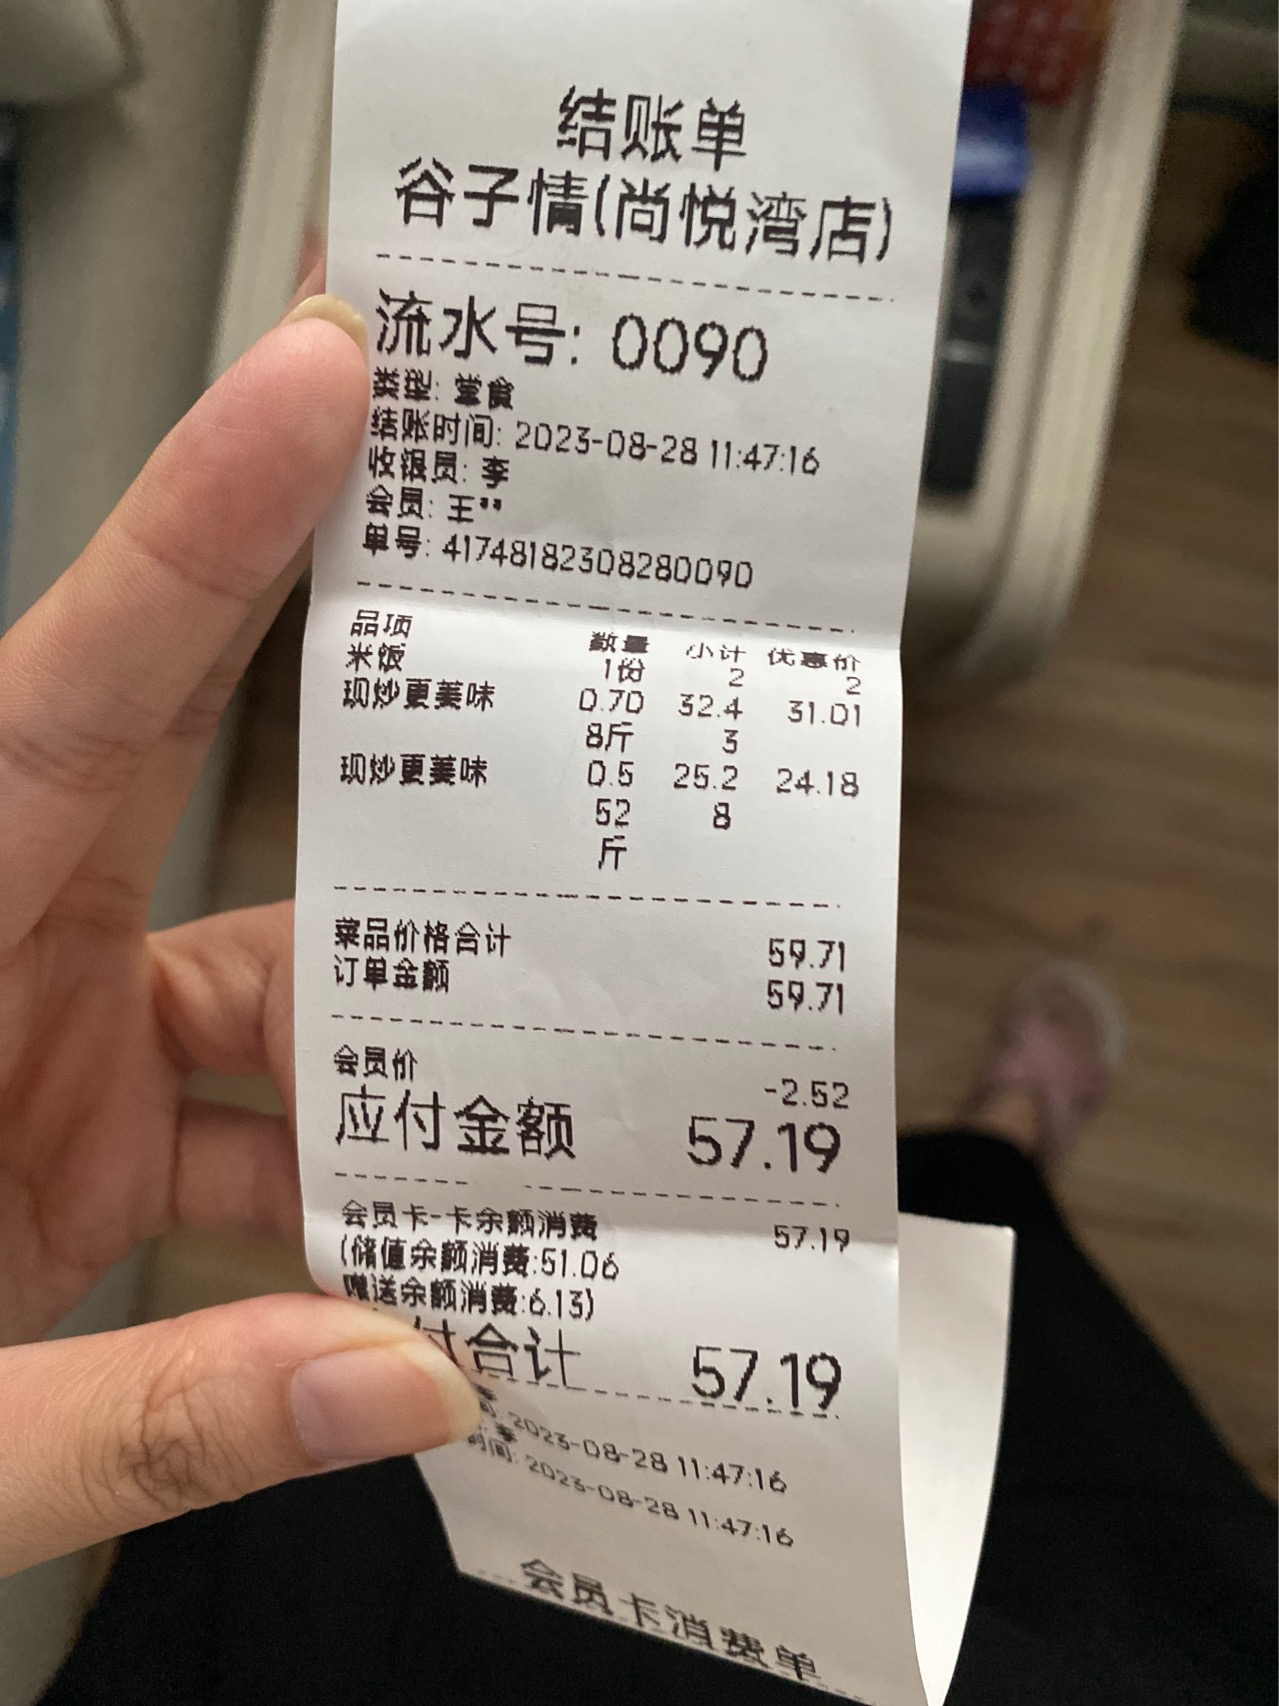 结账单
谷子情(尚悦湾店)
流水号: 0090
类型: 堂食
结账时间: 2023-08-28 11:47:16
收银员: 李
会员: 王**
单号: 41748182308280090
品项 数量 小计 优惠价
米饭 1份 2 2
现炒更美味 0.70 32.4 31.01
8斤 3
现炒更美味 0.5 25.2 24.18
52 8
斤
菜品价格合计 59.71
订单金额 59.71
会员价 -2.52
应付金额 57.19
会员卡-卡余额消费 57.19
(储值余额消费:51.06
赠送余额消费:6.13)
付合计 57.19
李
间: 2023-08-28 11:47:16
: 李
时间: 2023-08-28 11:47:16
会员卡消费单